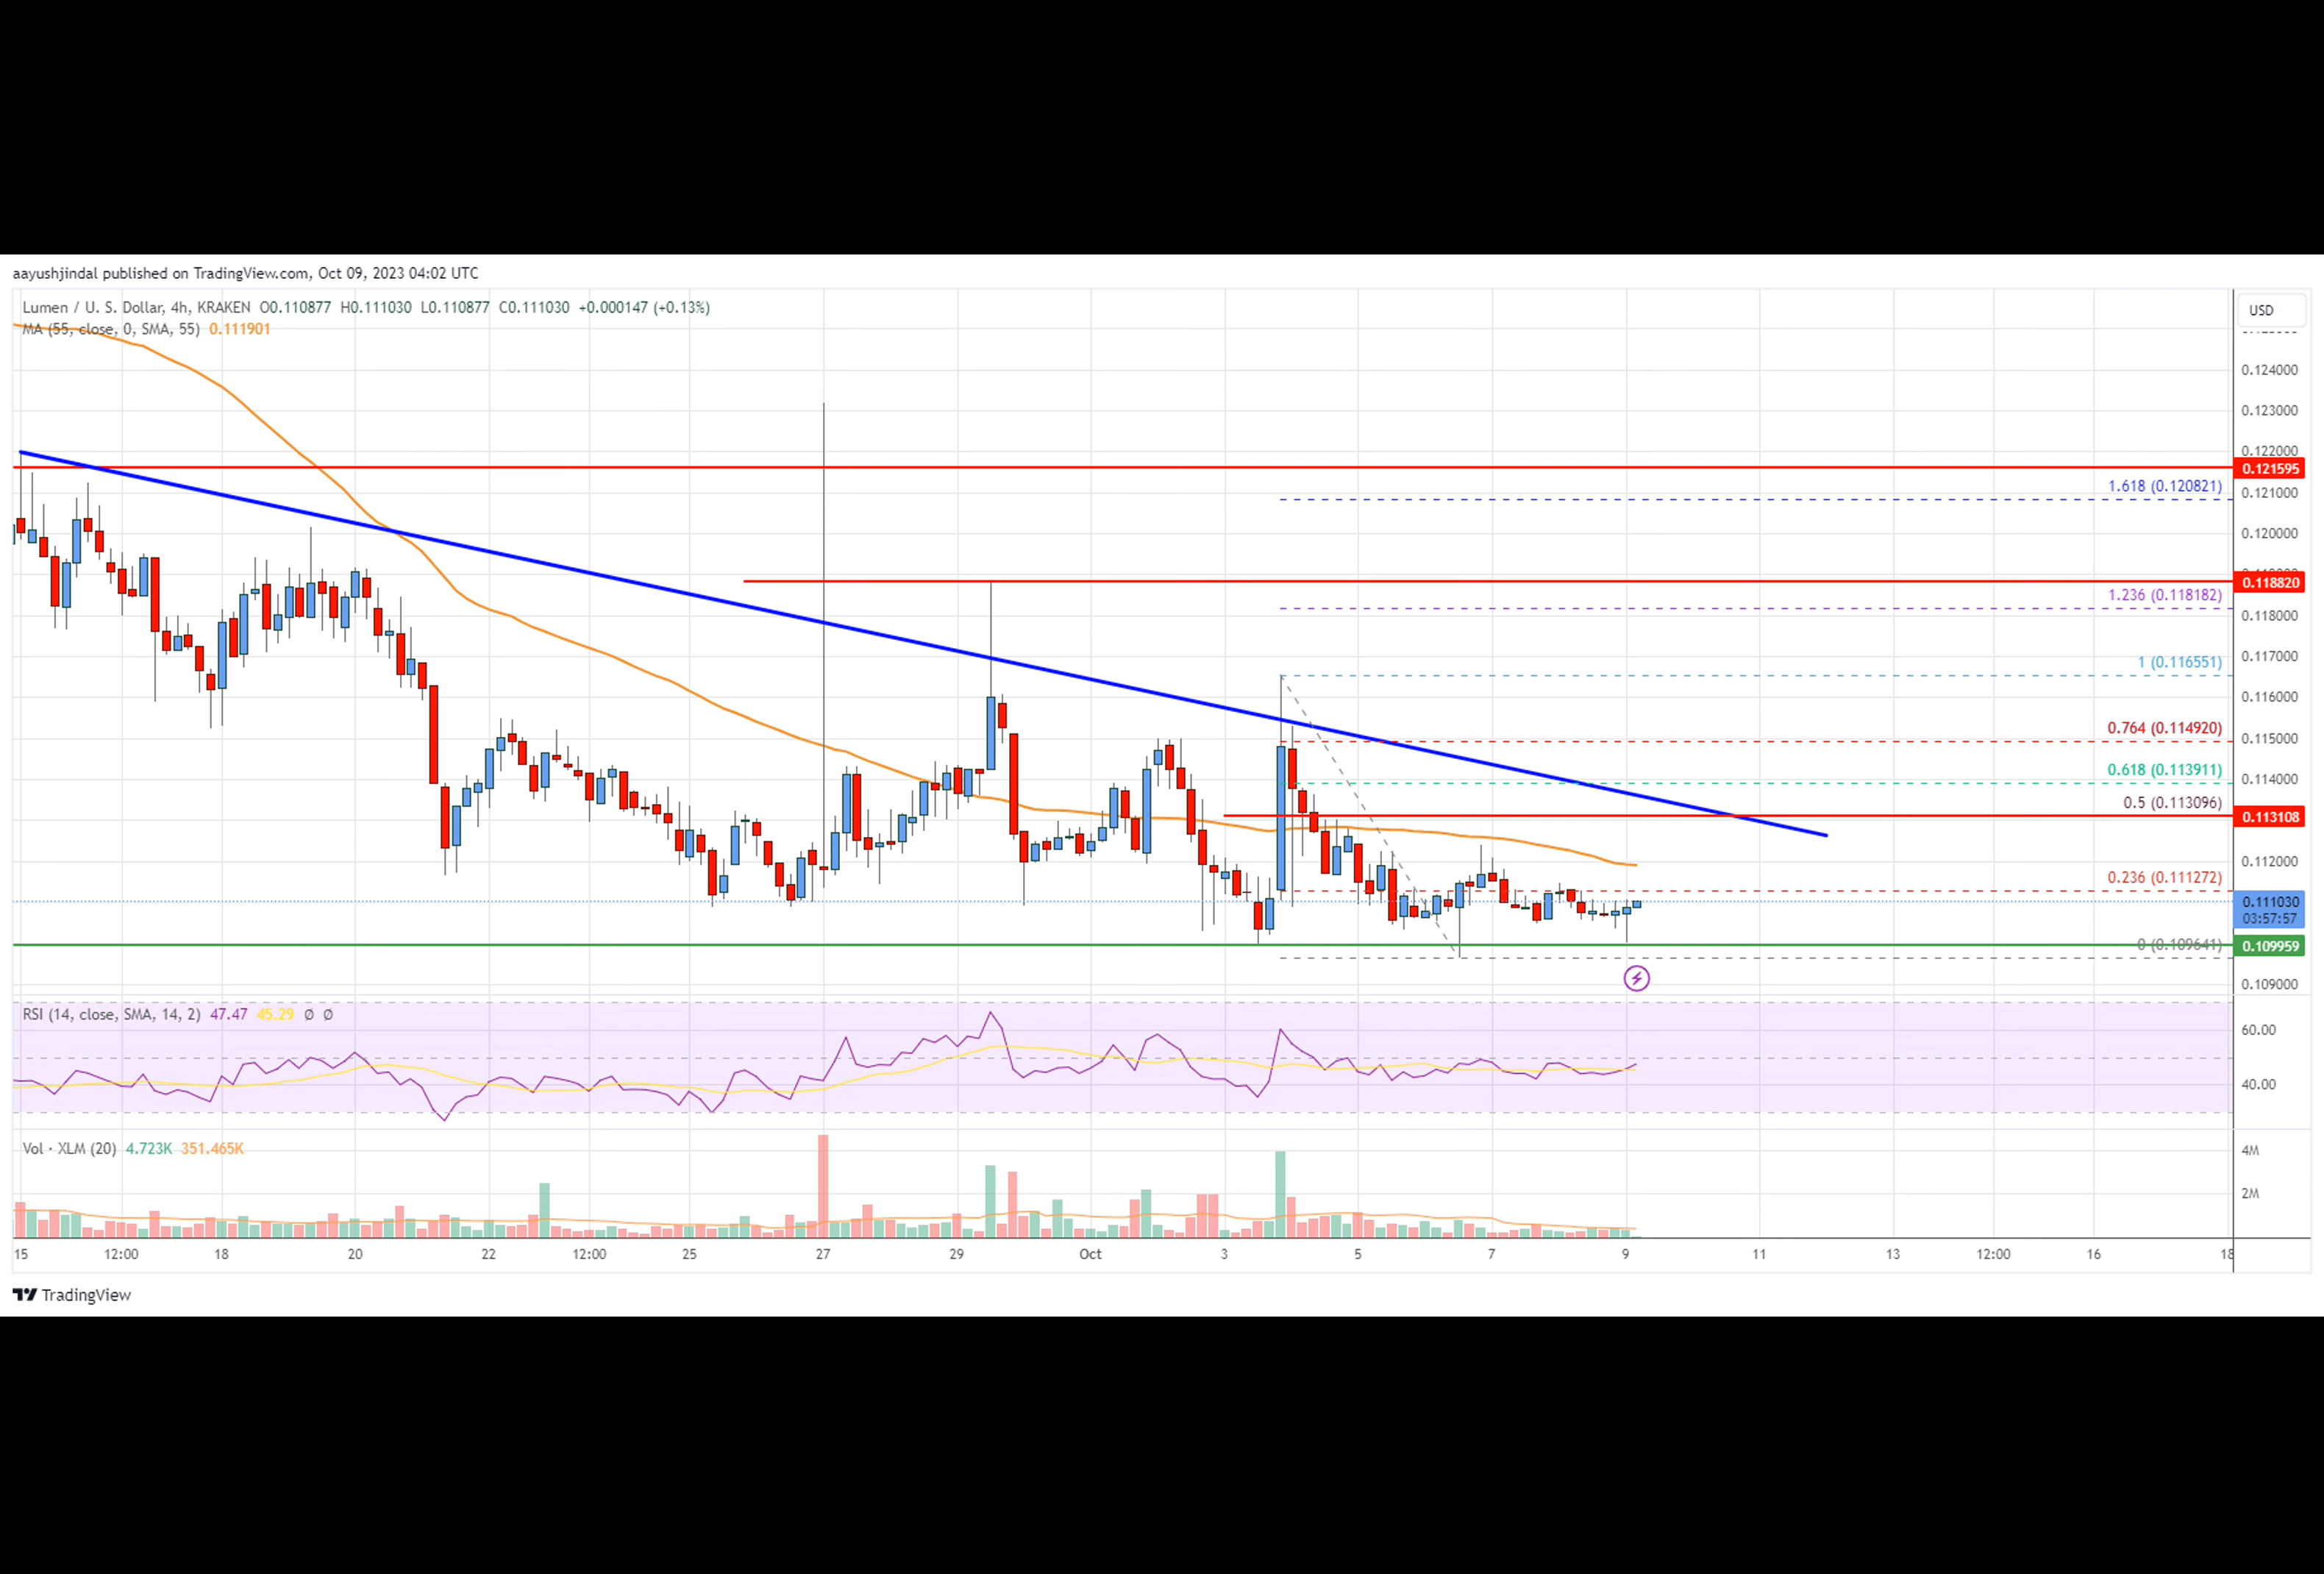 aayushjindal published on TradingView.com, Oct 09, 2023 04:02 UTC
Lumen / U. S. Dollar, 4h, KRAKEN O0.110877 H0.111030 L0.110877 C0.111030 +0.000147 (+0.13%)
MA (55, close, 0, SMA, 55) 0.111901
USD
0.124000
0.123000
0.122000
0.121595
1.618 (0.120821)
0.121000
0.120000
0.118820
1.236 (0.118182)
0.118000
0.117000
1 (0.116551)
0.116000
0.764 (0.114920)
0.115000
0.618 (0.113911)
0.114000
0.5 (0.113096)
0.113108
0.112000
0.236 (0.111272)
0.111030
03:57:57
0 (0.109641)
0.109959
0.109000
RSI (14, close, SMA, 14, 2) 47.47 45.29 Ø Ø
60.00
40.00
Vol · XLM (20) 4.723K 351.465K
4M
2M
15 12:00 18 20 22 12:00 25 27 29 Oct 3 5 7 9 11 13 12:00 16 18
TradingView